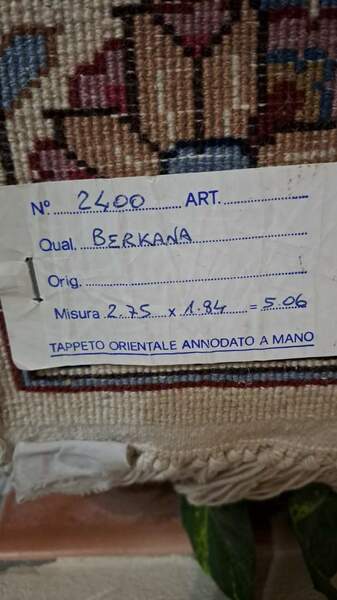 N° 2400 ART.
Qual. BERKANA
Orig.
Misura 2.75 x 1.84 = 5.06
TAPPETO ORIENTALE ANNODATO A MANO